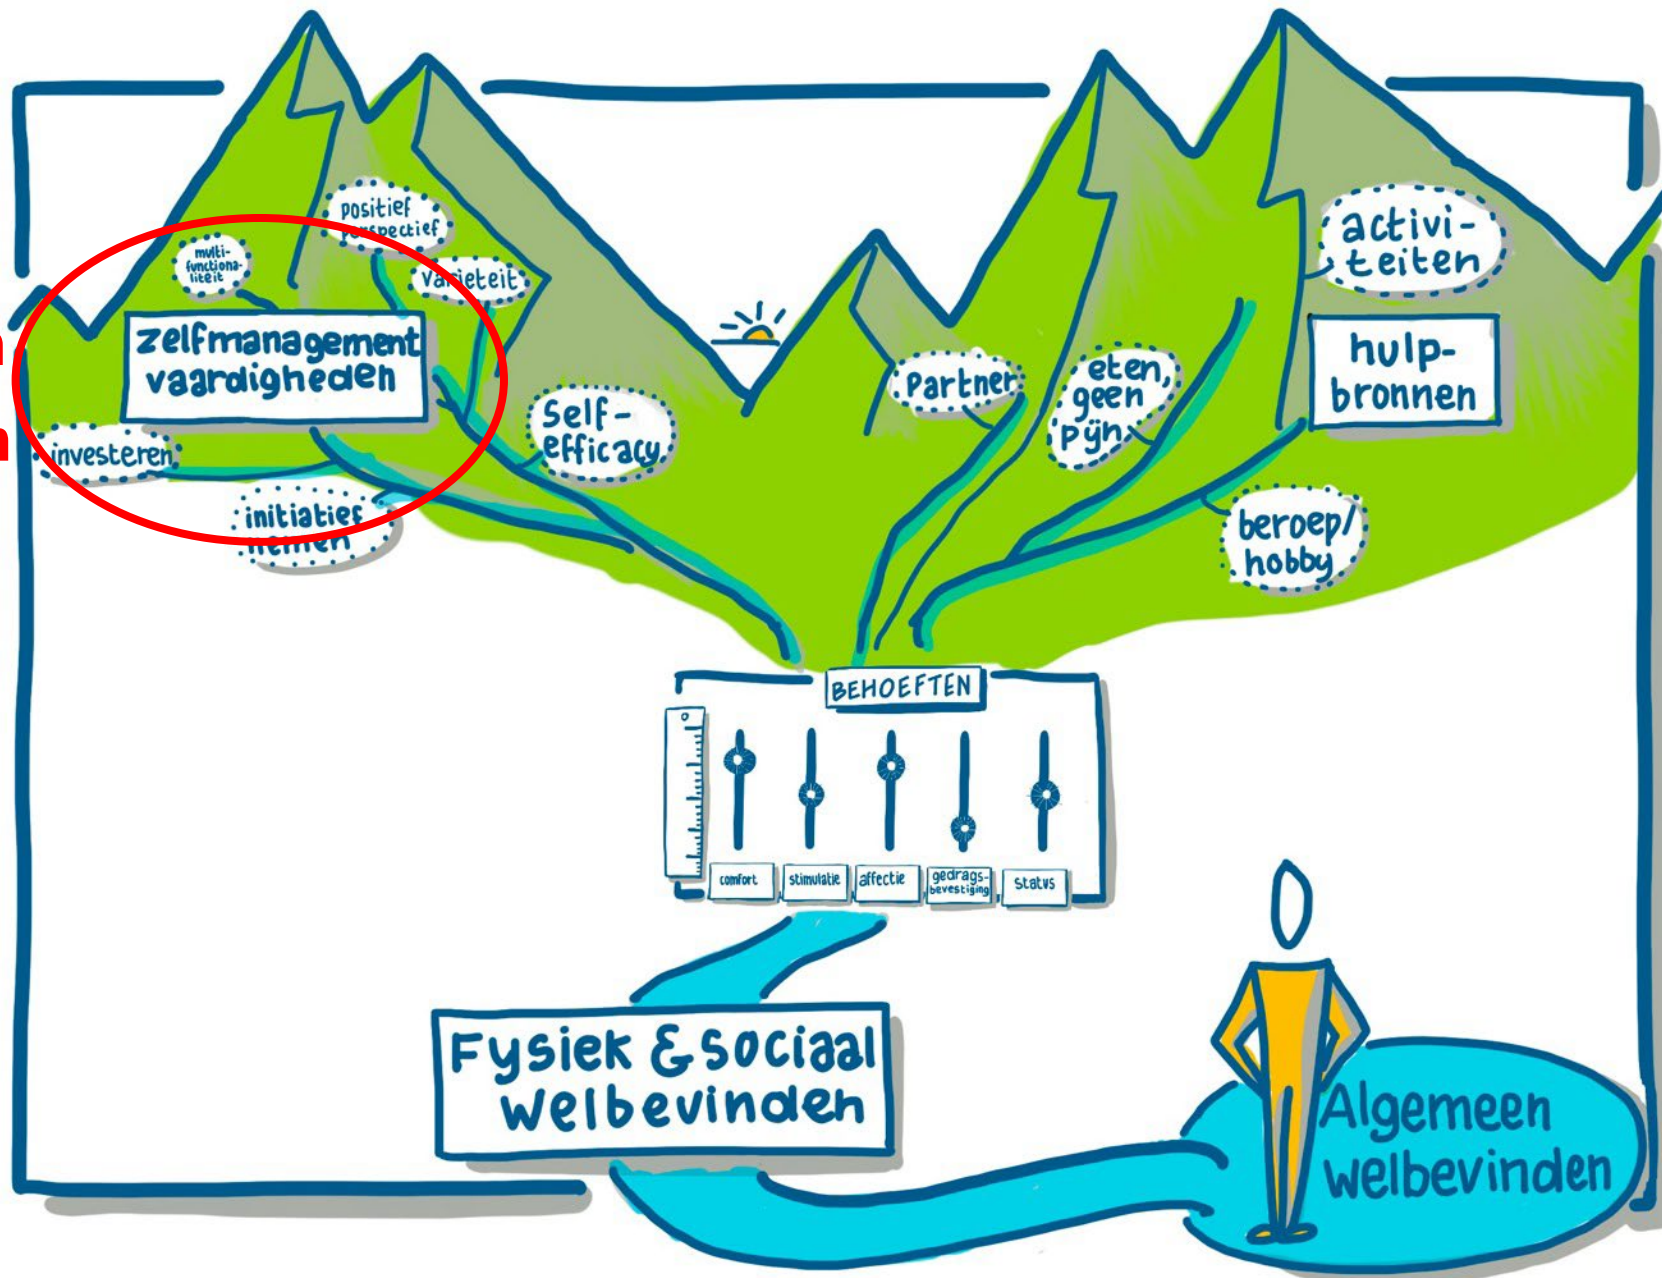 positief
perspectief
multi-
functiona-
liteit
varieteit
zelfmanagement
vaardigheden
investeren
Self-
efficacy
initiatief
nemen
activi-
teiten
hulp-
bronnen
Partner
eten,
geen
pijn
beroep/
hobby
BEHOEFTEN
0
comfort
stimulatie
affectie
gedrags-
bevestiging
status
Fysiek & sociaal
welbevinden
Algemeen
welbevinden